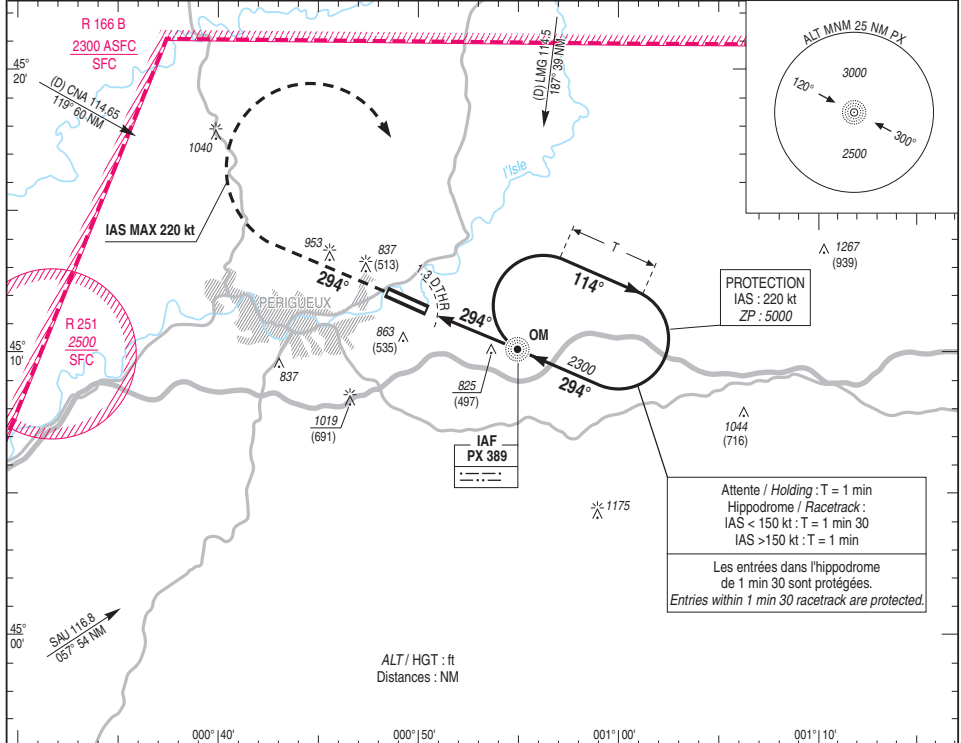 R 166 B
2300 ASFC
SFC
45°
20'
(D) CNA 114.65
119° 60 NM
(D) LMG 114.5
187° 39 NM
ALT MNM 25 NM PX
3000
120°
300°
2500
1040
l'Isle
IAS MAX 220 kt
953
837
(513)
294°
1.3 DTHR
T
114°
1267
(939)
PROTECTION
IAS : 220 kt
ZP : 5000
PERIGUEUX
R 251
2500
SFC
294°
OM
863
(535)
45°
10'
2300
294°
837
825
(497)
1019
(691)
1044
(716)
IAF
PX 389
1175
Attente / Holding : T = 1 min
Hippodrome / Racetrack :
IAS < 150 kt : T = 1 min 30
IAS >150 kt : T = 1 min
Les entrées dans l'hippodrome
de 1 min 30 sont protégées.
Entries within 1 min 30 racetrack are protected.
45°
00'
SAU 116.8
057° 54 NM
ALT / HGT : ft
Distances : NM
000° 40'
000° 50'
001° 00'
001° 10'